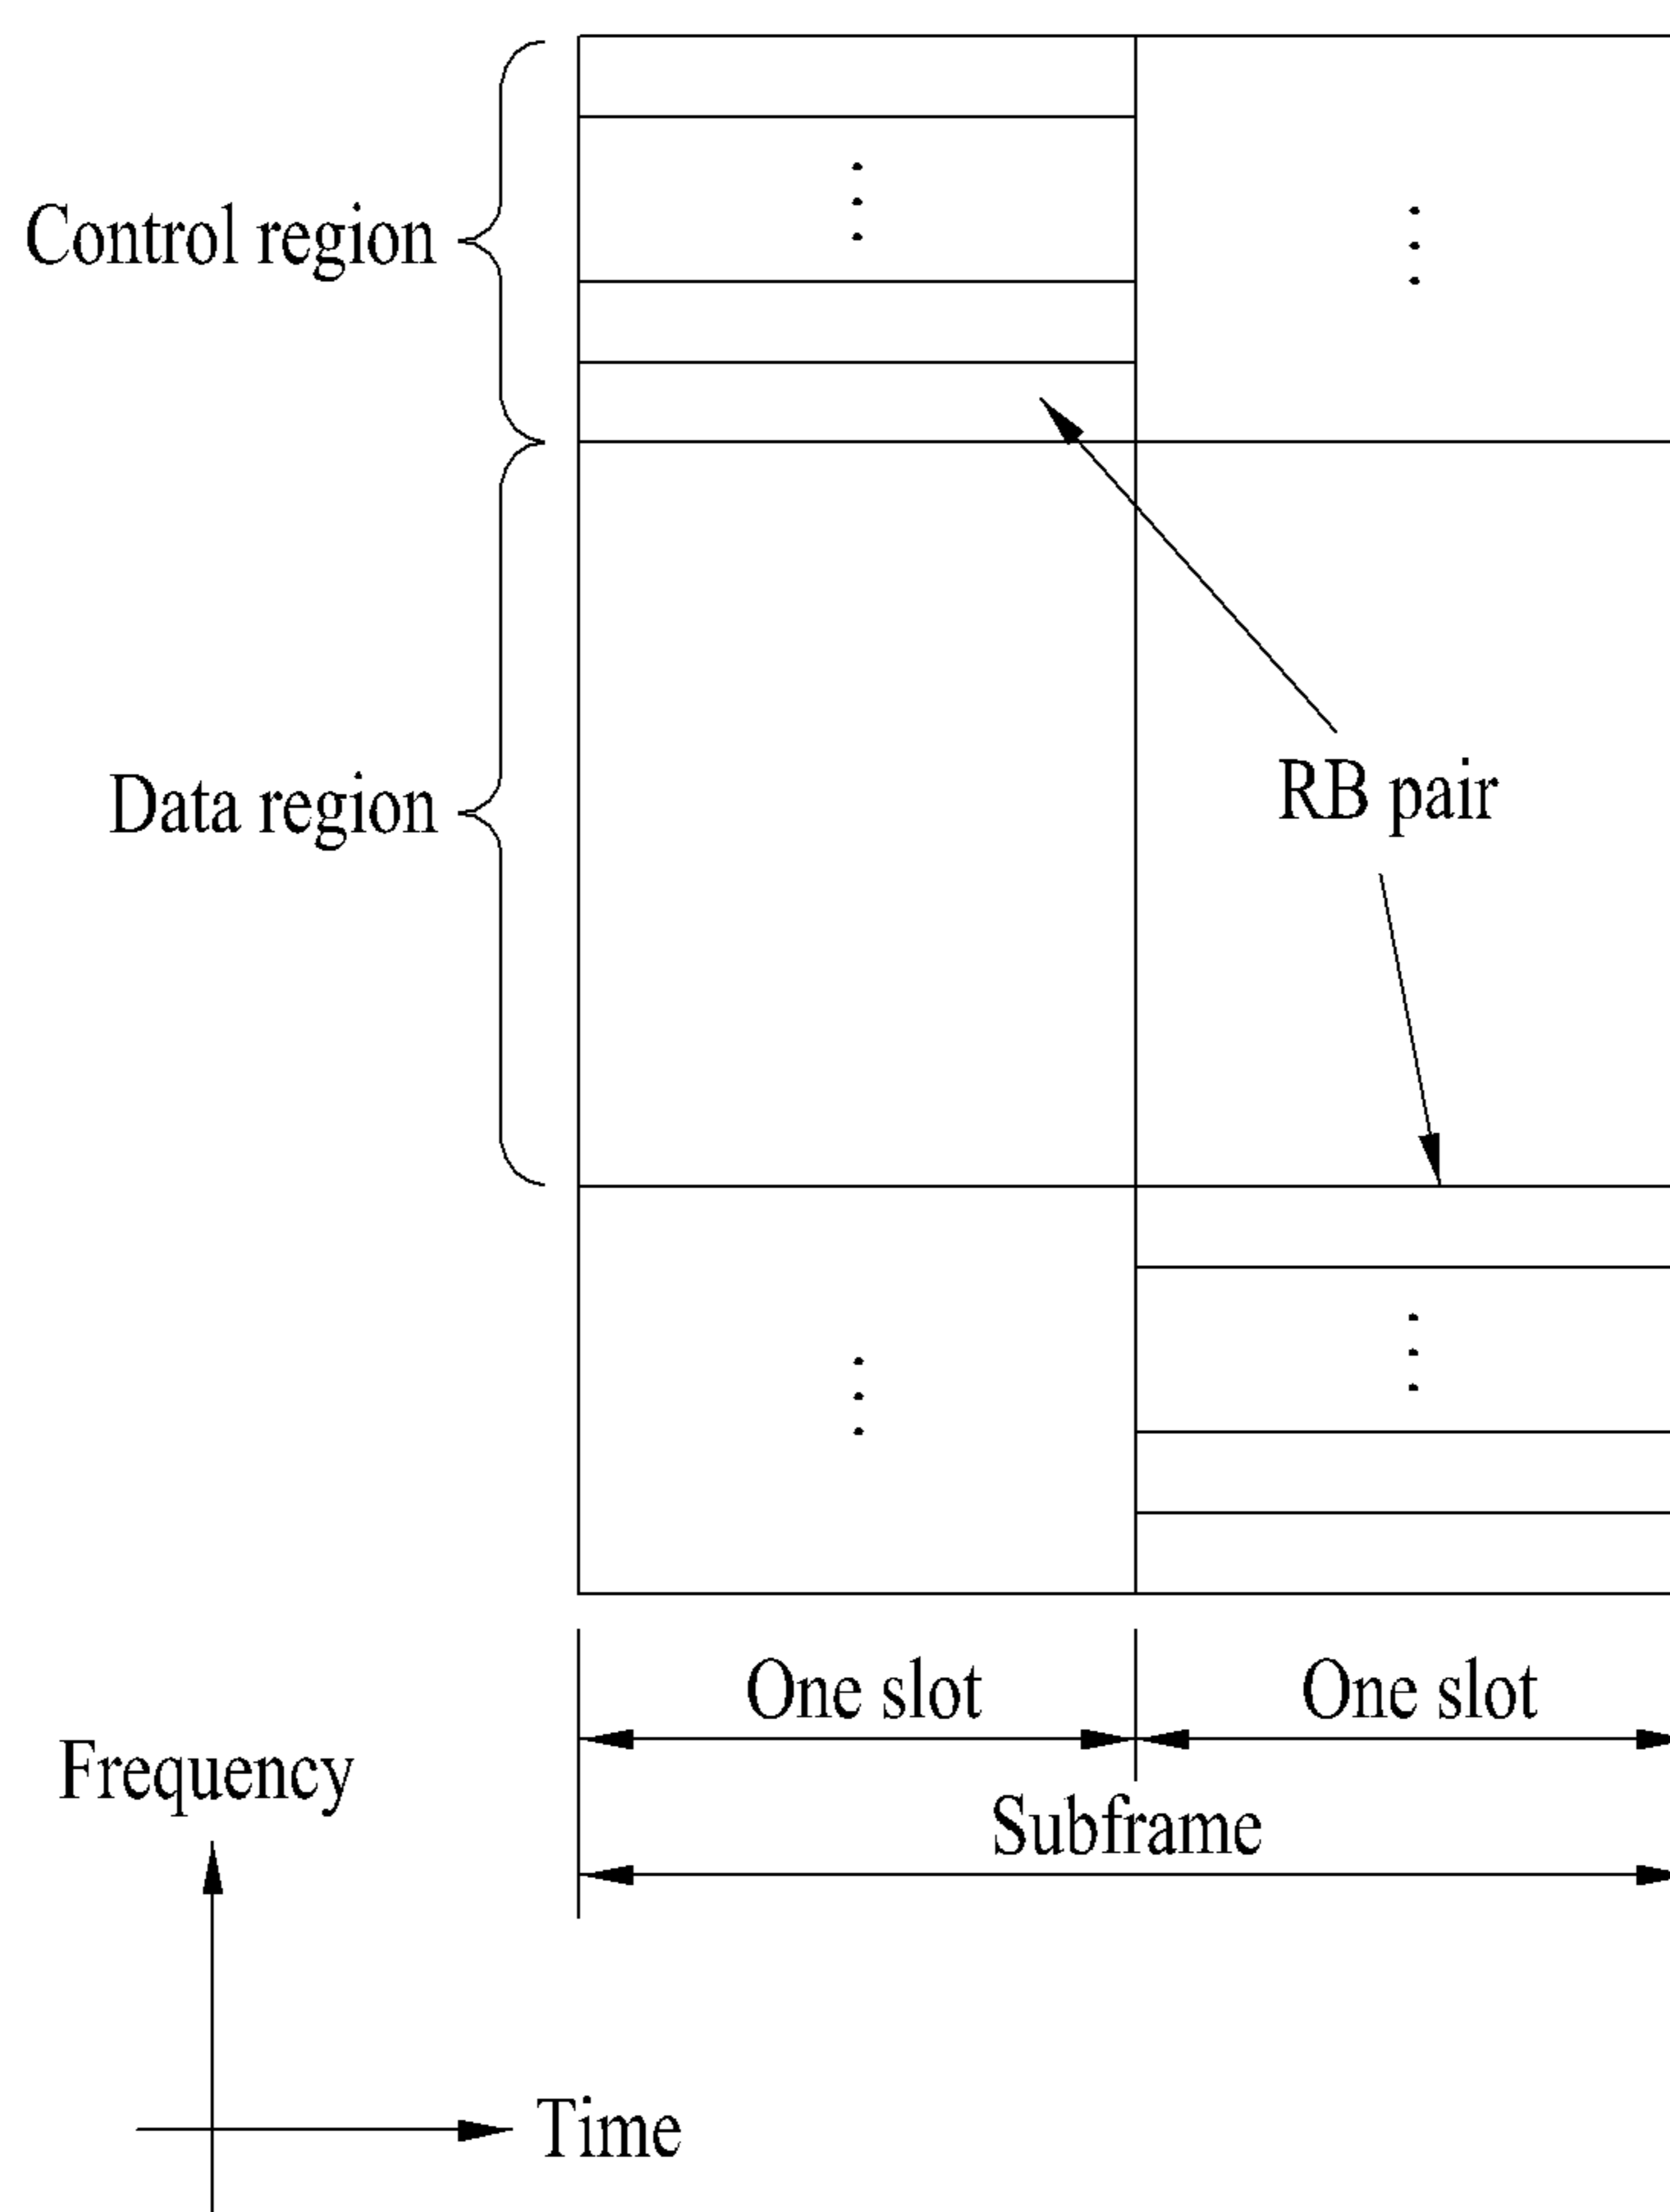 Control region
Data region
RB pair
One slot
One slot
Subframe
Frequency
Time